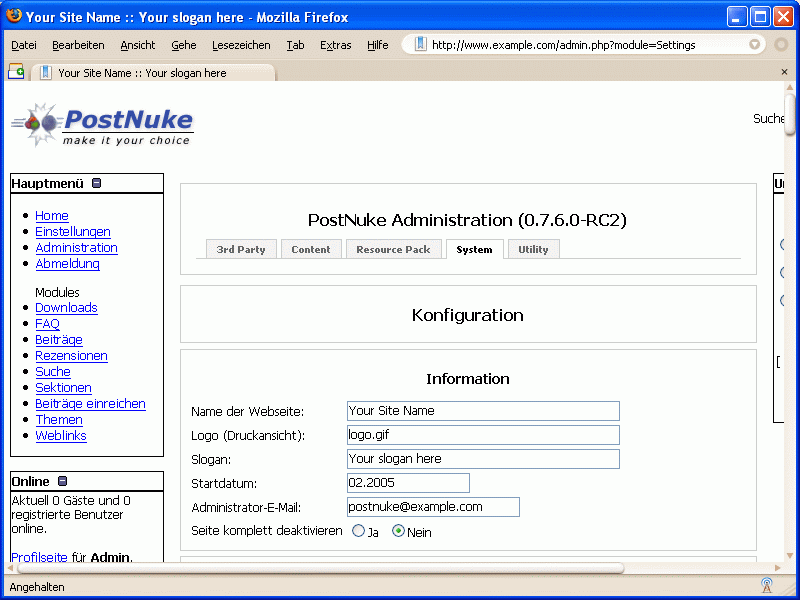 Your Site Name :: Your slogan here - Mozilla Firefox
Datei Bearbeiten Ansicht Gehe Lesezeichen Tab Extras Hilfe http://www.example.com/admin.php?module=Settings
Your Site Name :: Your slogan here
PostNuke
make it your choice
Suche
Hauptmenü
Home
Einstellungen
Administration
Abmeldung
Modules
Downloads
FAQ
Beiträge
Rezensionen
Suche
Sektionen
Beiträge einreichen
Themen
Weblinks
Online
Aktuell 0 Gäste und 0
registrierte Benutzer
online.
Profilseite für Admin.
PostNuke Administration (0.7.6.0-RC2)
3rd Party Content Resource Pack System Utility
Konfiguration
Information
Name der Webseite: Your Site Name
Logo (Druckansicht): logo.gif
Slogan: Your slogan here
Startdatum: 02.2005
Administrator-E-Mail: postnuke@example.com
Seite komplett deaktivieren Ja Nein
[
Angehalten